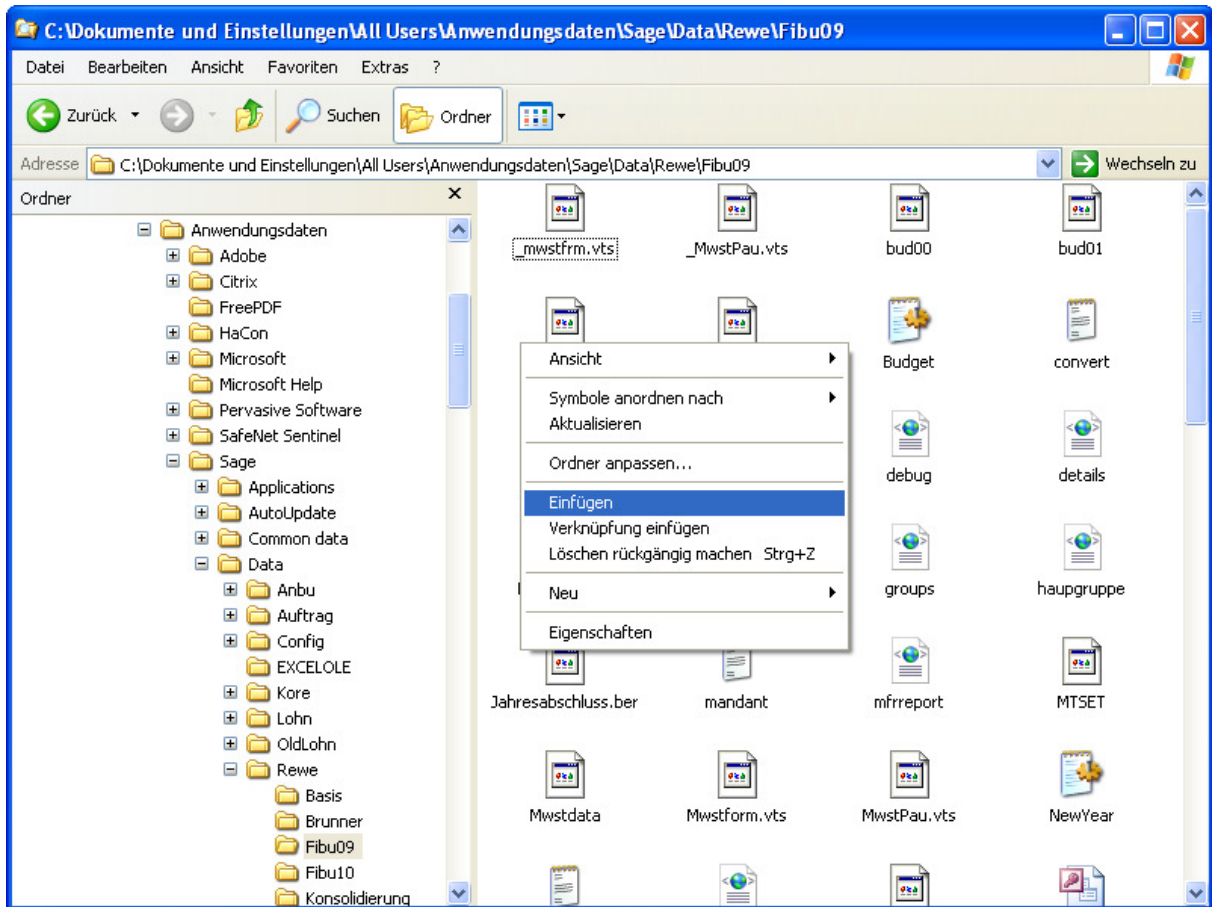 C:\Dokumente und Einstellungen\All Users\Anwendungsdaten\Sage\Data\Rewe\Fibu09
Datei Bearbeiten Ansicht Favoriten Extras ?
Zurück Suchen Ordner
Adresse C:\Dokumente und Einstellungen\All Users\Anwendungsdaten\Sage\Data\Rewe\Fibu09 Wechseln zu
Ordner
Anwendungsdaten
Adobe
Citrix
FreePDF
HaCon
Microsoft
Microsoft Help
Pervasive Software
SafeNet Sentinel
Sage
Applications
AutoUpdate
Common data
Data
Anbu
Auftrag
Config
EXCELOLE
Kore
Lohn
OldLohn
Rewe
Basis
Brunner
Fibu09
Fibu10
Konsolidierung
_mwstfrm.vts _MwstPau.vts bud00 bud01
Budget convert
debug details
groups haupgruppe
Jahresabschluss.ber mandant mfrreport MTSET
Mwstdata Mwstform.vts MwstPau.vts NewYear
Ansicht
Symbole anordnen nach
Aktualisieren
Ordner anpassen...
Einfügen
Verknüpfung einfügen
Löschen rückgängig machen Strg+Z
Neu
Eigenschaften